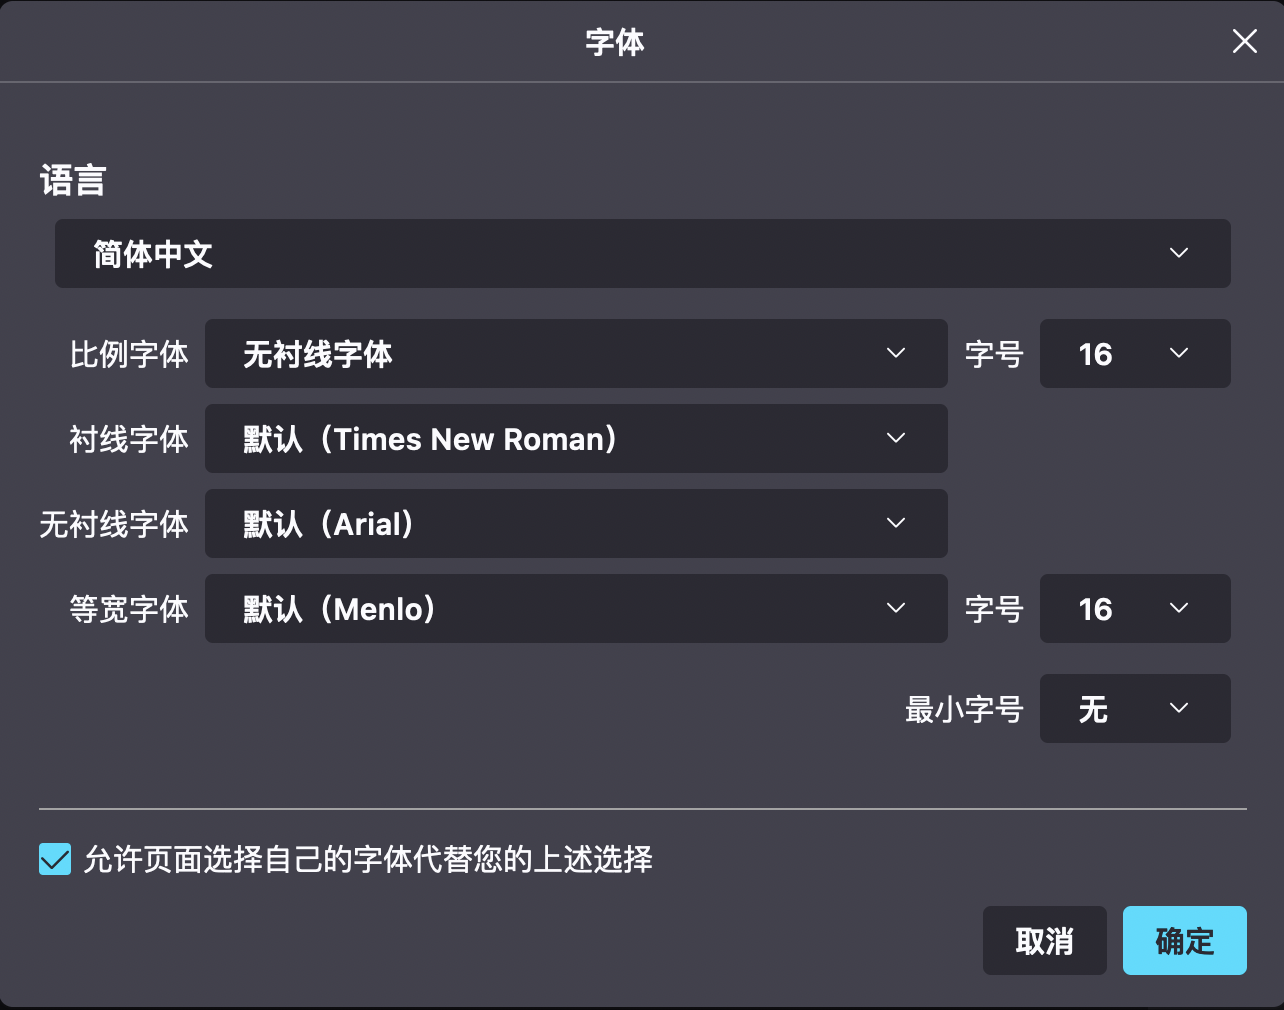 字体
语言
简体中文
比例字体 无衬线字体 字号 16
衬线字体 默认（Times New Roman）
无衬线字体 默认（Arial）
等宽字体 默认（Menlo） 字号 16
最小字号 无
允许页面选择自己的字体代替您的上述选择
取消 确定